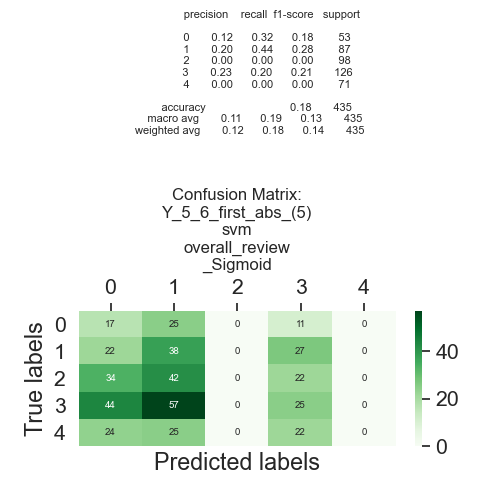 precision recall f1-score support
0 0.12 0.32 0.18 53
1 0.20 0.44 0.28 87
2 0.00 0.00 0.00 98
3 0.23 0.20 0.21 126
4 0.00 0.00 0.00 71
accuracy 0.18 435
macro avg 0.11 0.19 0.13 435
weighted avg 0.12 0.18 0.14 435
Confusion Matrix:
Y_5_6_first_abs_(5)
svm
overall_review
_Sigmoid
0 1 2 3 4
0 17 25 0 11 0
1 22 38 0 27 0
2 34 42 0 22 0
3 44 57 0 25 0
4 24 25 0 22 0
True labels
Predicted labels
40
20
0